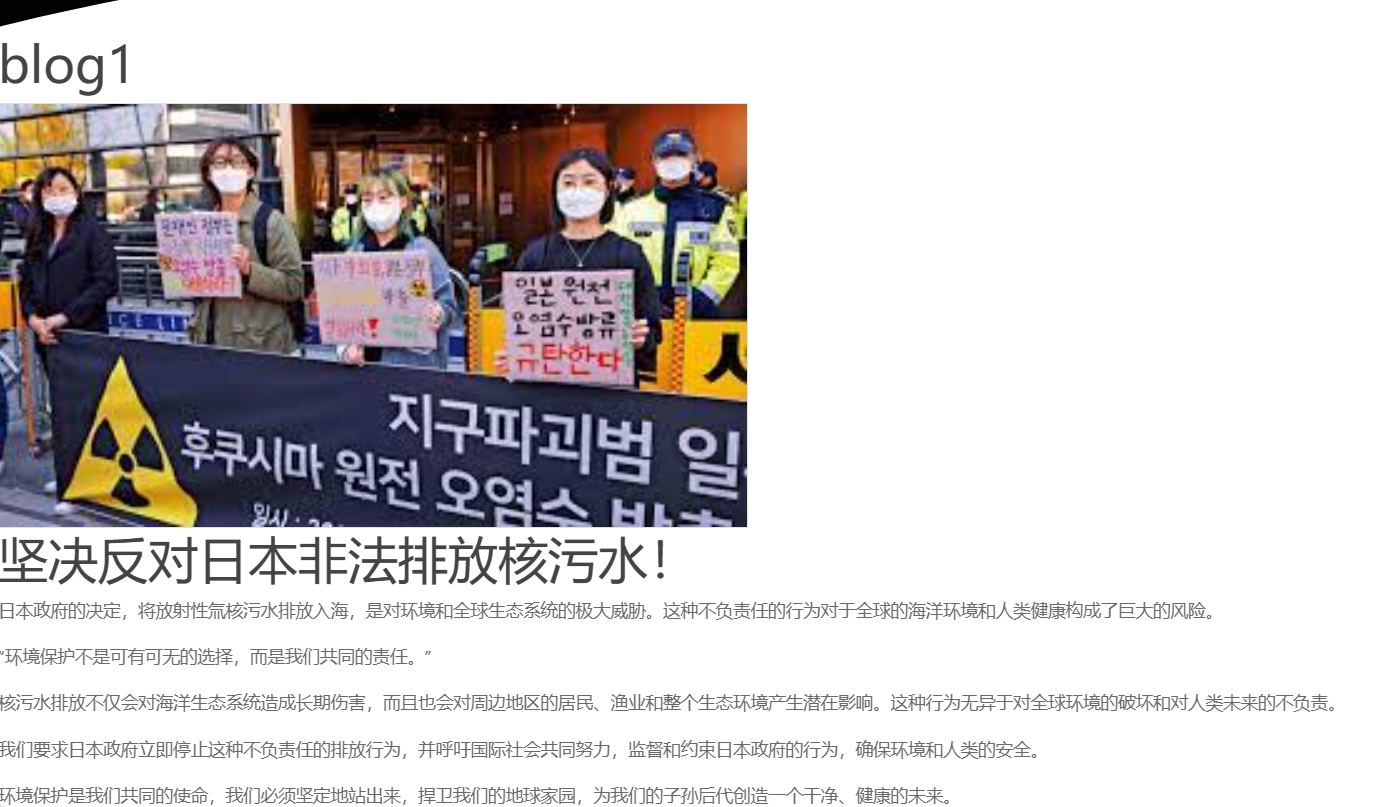 blog1
일본 원전
오염수방류
규탄한다
지구파괴범 일
후쿠시마 원전 오염수
일시 :
CE LI
坚决反对日本非法排放核污水！
日本政府的决定，将放射性氚核污水排放入海，是对环境和全球生态系统的极大威胁。这种不负责任的行为对于全球的海洋环境和人类健康构成了巨大的风险。
“环境保护不是可有可无的选择，而是我们共同的责任。”
核污水排放不仅会对海洋生态系统造成长期伤害，而且也会对周边地区的居民、渔业和整个生态环境产生潜在影响。这种行为无异于对全球环境的破坏和对人类未来的不负责。
我们要求日本政府立即停止这种不负责任的排放行为，并呼吁国际社会共同努力，监督和约束日本政府的行为，确保环境和人类的安全。
环境保护是我们共同的使命，我们必须坚定地站出来，捍卫我们的地球家园，为我们的子孙后代创造一个干净、健康的未来。